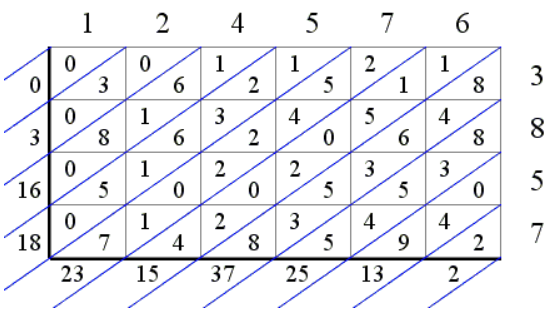 1 2 4 5 7 6
0 0 1 1 2 1 3
0 3 6 2 5 1 8
0 1 3 4 5 4 8
3 8 6 2 0 6 8
0 1 2 2 3 3 5
16 5 0 0 5 5 0
0 1 2 3 4 4 7
18 7 4 8 5 9 2
23 15 37 25 13 2